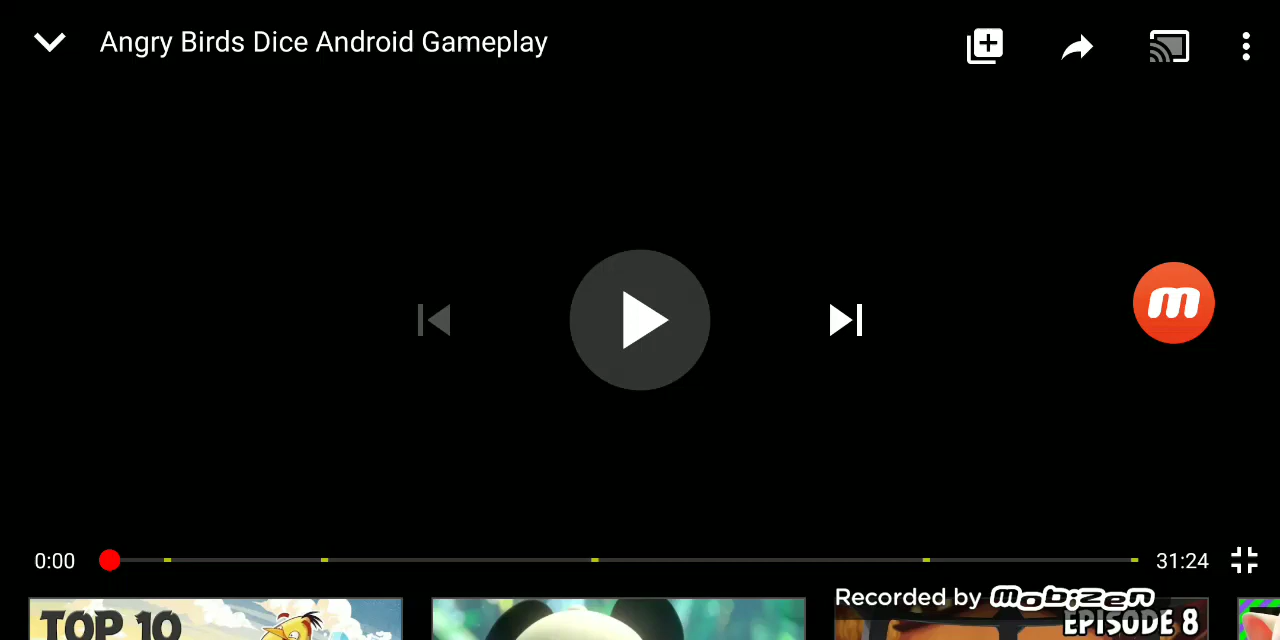 Angry Birds Dice Android Gameplay
m
0:00
31:24
Recorded by mobizen
TOP 10
EPISODE 8